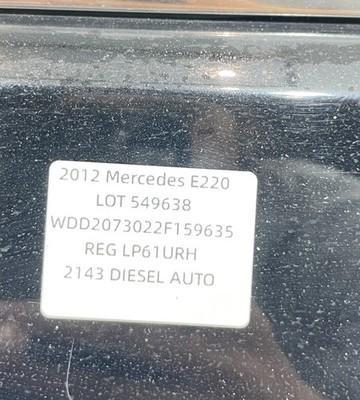 2012 Mercedes E220
LOT 549638
WDD2073022F159635
REG LP61URH
2143 DIESEL AUTO